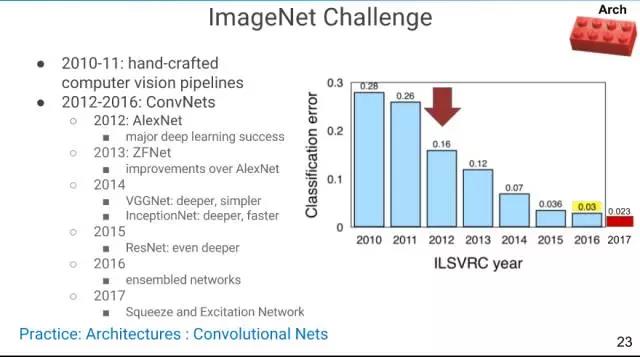 ImageNet Challenge
Arch
● 2010-11: hand-crafted
computer vision pipelines
● 2012-2016: ConvNets
○ 2012: AlexNet
■ major deep learning success
○ 2013: ZFNet
■ improvements over AlexNet
○ 2014
■ VGGNet: deeper, simpler
■ InceptionNet: deeper, faster
○ 2015
■ ResNet: even deeper
○ 2016
■ ensembled networks
○ 2017
■ Squeeze and Excitation Network
Classification error
0.3
0.2
0.1
0
0.28
0.26
0.16
0.12
0.07
0.036
0.03
0.023
2010 2011 2012 2013 2014 2015 2016 2017
ILSVRC year
Practice: Architectures : Convolutional Nets
23